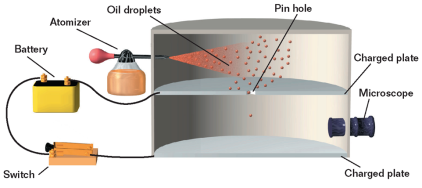 Oil droplets
Pin hole
Atomizer
Battery
Charged plate
Microscope
Switch
Charged plate